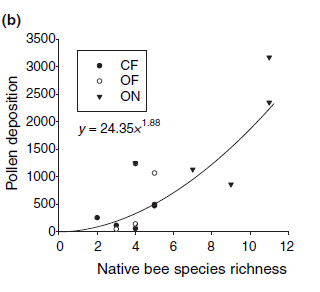 (b)
3500
3000
2500
2000
1500
1000
500
0
0 2 4 6 8 10 12
CF
OF
ON
y = 24.35x^1.88
Pollen deposition
Native bee species richness